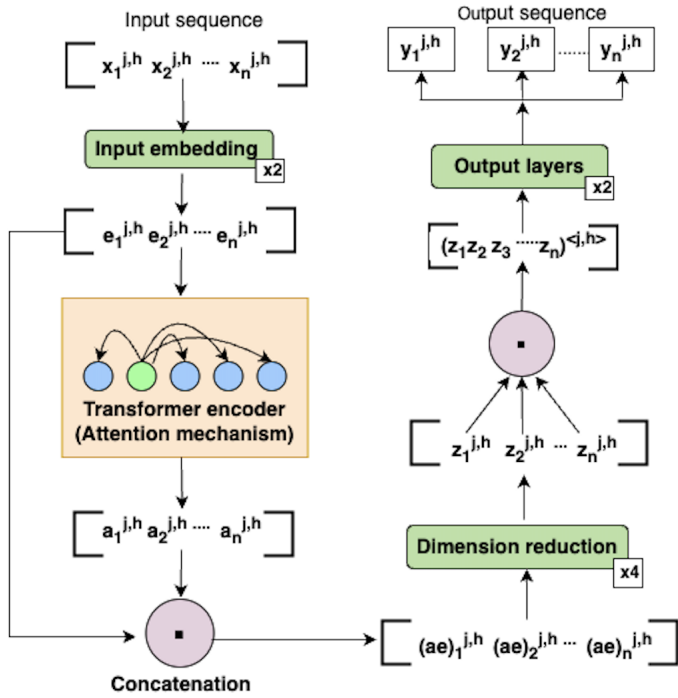 Input sequence
[ x₁ʲ,ʰ x₂ʲ,ʰ .... xₙʲ,ʰ ]
Input embedding
x2
[ e₁ʲ,ʰ e₂ʲ,ʰ .... eₙʲ,ʰ ]
Transformer encoder
(Attention mechanism)
[ a₁ʲ,ʰ a₂ʲ,ʰ .... aₙʲ,ʰ ]
Concatenation
[ (ae)₁ʲ,ʰ (ae)₂ʲ,ʰ ... (ae)ₙʲ,ʰ ]
Dimension reduction
x4
[ z₁ʲ,ʰ z₂ʲ,ʰ ... zₙʲ,ʰ ]
[ (z₁z₂ z₃ .....zₙ)^<j,h> ]
Output layers
x2
y₁ʲ,ʰ y₂ʲ,ʰ ...... yₙʲ,ʰ
Output sequence